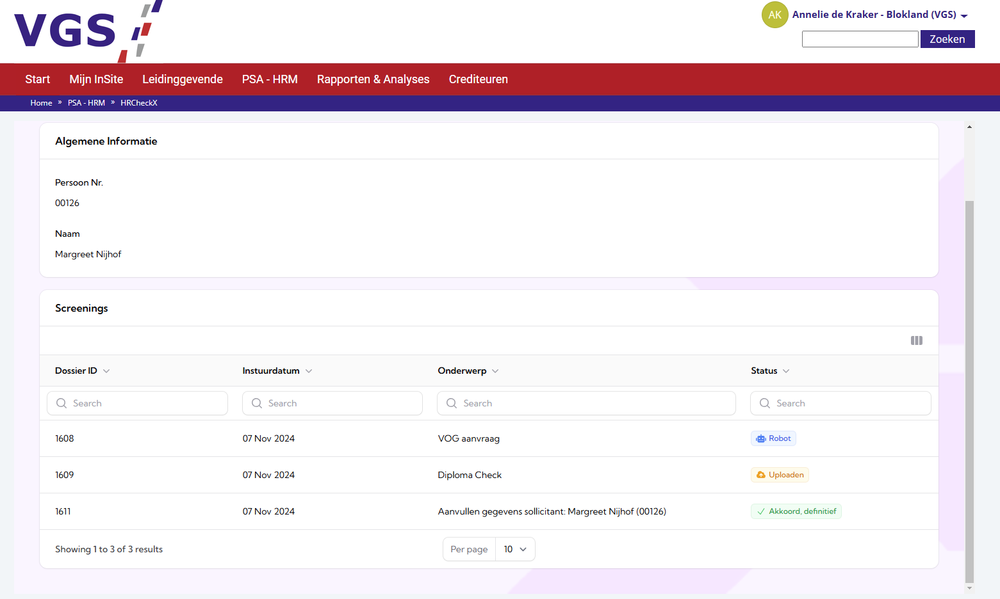 VGS
AK Annelie de Kraker - Blokland (VGS)
Zoeken
Start Mijn InSite Leidinggevende PSA - HRM Rapporten & Analyses Crediteuren
Home » PSA - HRM » HRCheckX
Algemene Informatie
Persoon Nr.
00126
Naam
Margreet Nijhof
Screenings
Dossier ID Instuurdatum Onderwerp Status
Search Search Search Search
1608 07 Nov 2024 VOG aanvraag Robot
1609 07 Nov 2024 Diploma Check Uploaden
1611 07 Nov 2024 Aanvullen gegevens sollicitant: Margreet Nijhof (00126) Akkoord, definitief
Showing 1 to 3 of 3 results Per page 10